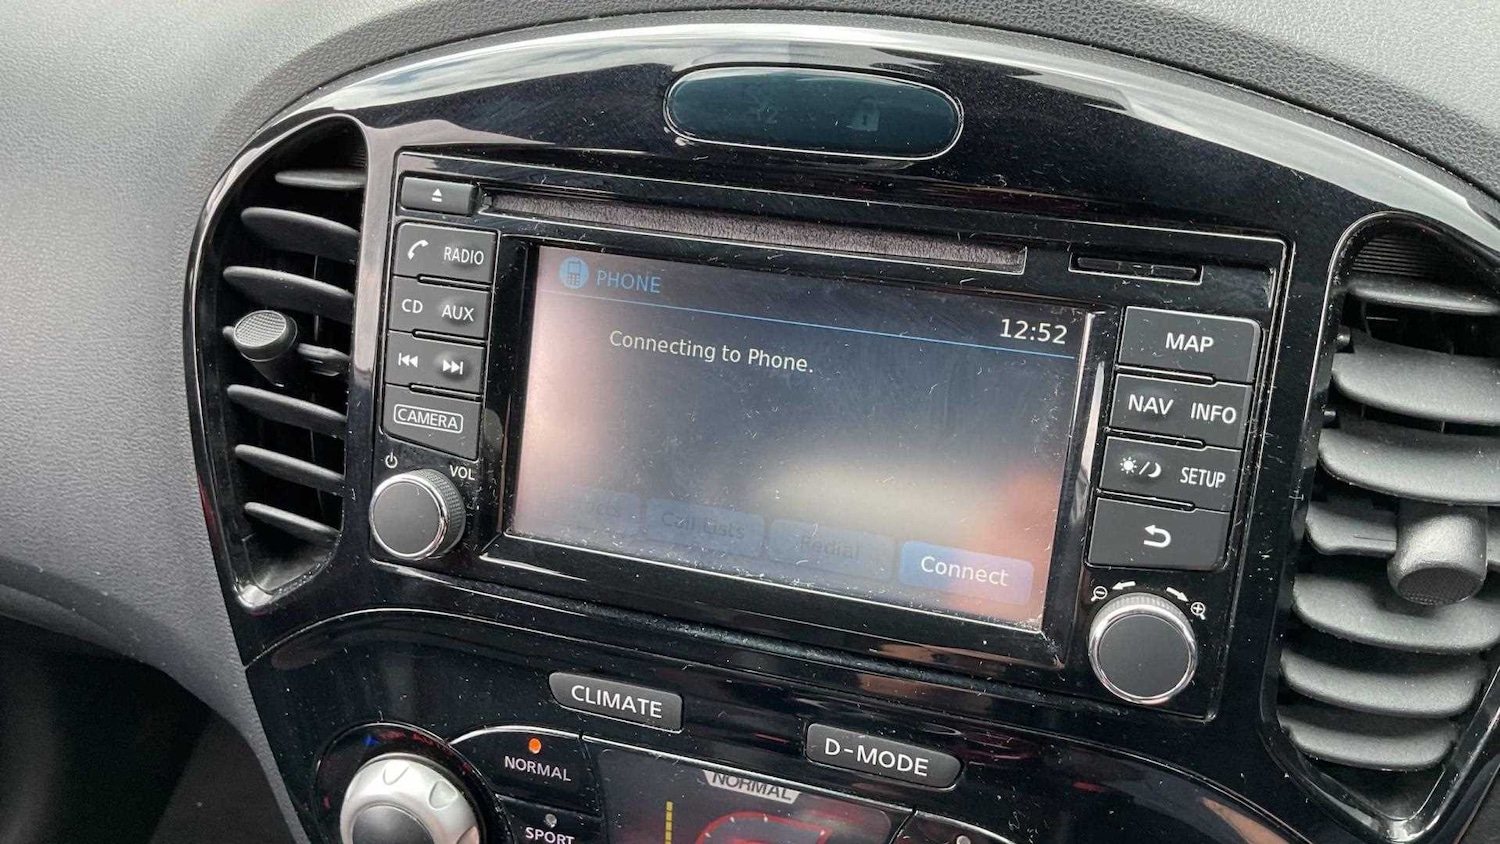 RADIO
CD AUX
CAMERA
VOL
PHONE
12:52
Connecting to Phone.
Call Lists
Redial
Connect
MAP
NAV INFO
SETUP
CLIMATE
D-MODE
NORMAL
SPORT
NORMAL